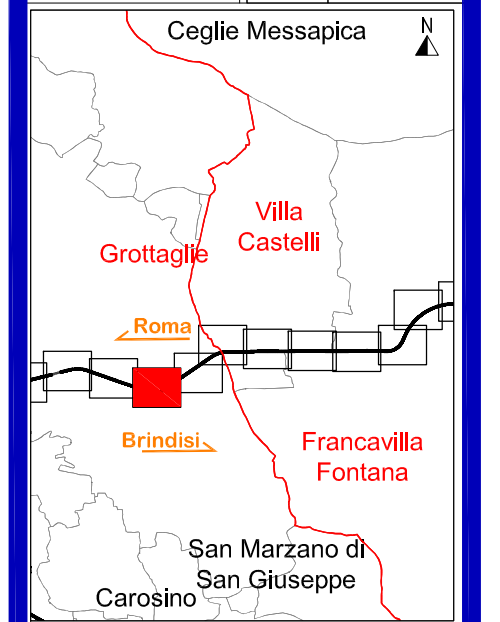 Ceglie Messapica
N
Villa
Castelli
Grottaglie
Roma
Brindisi
Francavilla
Fontana
San Marzano di
San Giuseppe
Carosino